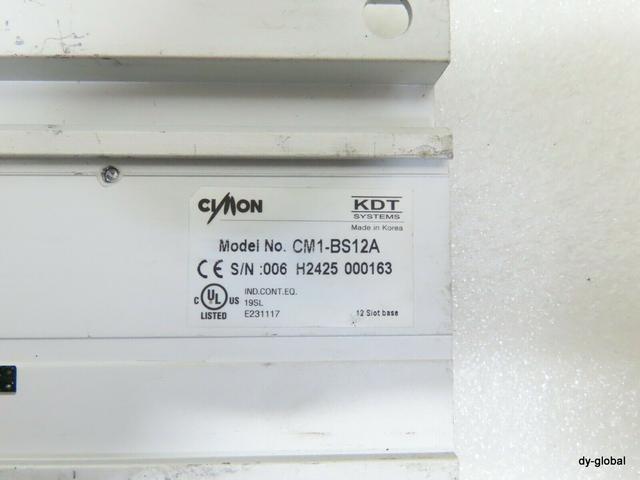 CIMON
KDT
SYSTEMS
Made in Korea
Model No. CM1-BS12A
CE S/N :006 H2425 000163
C UL US
LISTED
IND.CONT.EQ.
19SL
E231117
12 Slot base
dy-global